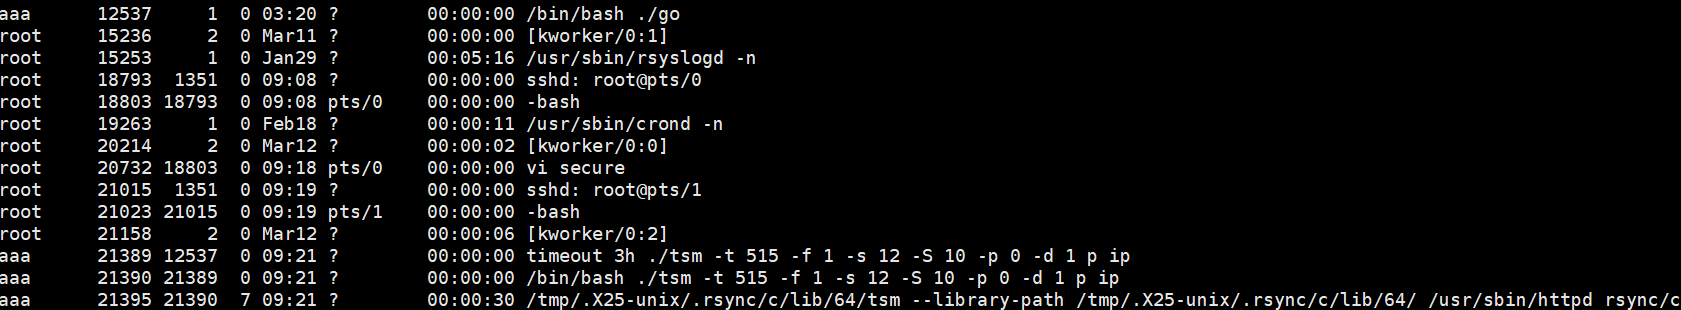 aaa      12537     1  0 03:20 ?        00:00:00 /bin/bash ./go
root     15236     2  0 Mar11 ?        00:00:00 [kworker/0:1]
root     15253     1  0 Jan29 ?        00:05:16 /usr/sbin/rsyslogd -n
root     18793  1351  0 09:08 ?        00:00:00 sshd: root@pts/0
root     18803 18793  0 09:08 pts/0    00:00:00 -bash
root     19263     1  0 Feb18 ?        00:00:11 /usr/sbin/crond -n
root     20214     2  0 Mar12 ?        00:00:02 [kworker/0:0]
root     20732 18803  0 09:18 pts/0    00:00:00 vi secure
root     21015  1351  0 09:19 ?        00:00:00 sshd: root@pts/1
root     21023 21015  0 09:19 pts/1    00:00:00 -bash
root     21158     2  0 Mar12 ?        00:00:06 [kworker/0:2]
aaa      21389 12537  0 09:21 ?        00:00:00 timeout 3h ./tsm -t 515 -f 1 -s 12 -S 10 -p 0 -d 1 p ip
aaa      21390 21389  0 09:21 ?        00:00:00 /bin/bash ./tsm -t 515 -f 1 -s 12 -S 10 -p 0 -d 1 p ip
aaa      21395 21390  7 09:21 ?        00:00:30 /tmp/.X25-unix/.rsync/c/lib/64/tsm --library-path /tmp/.X25-unix/.rsync/c/lib/64/ /usr/sbin/httpd rsync/c